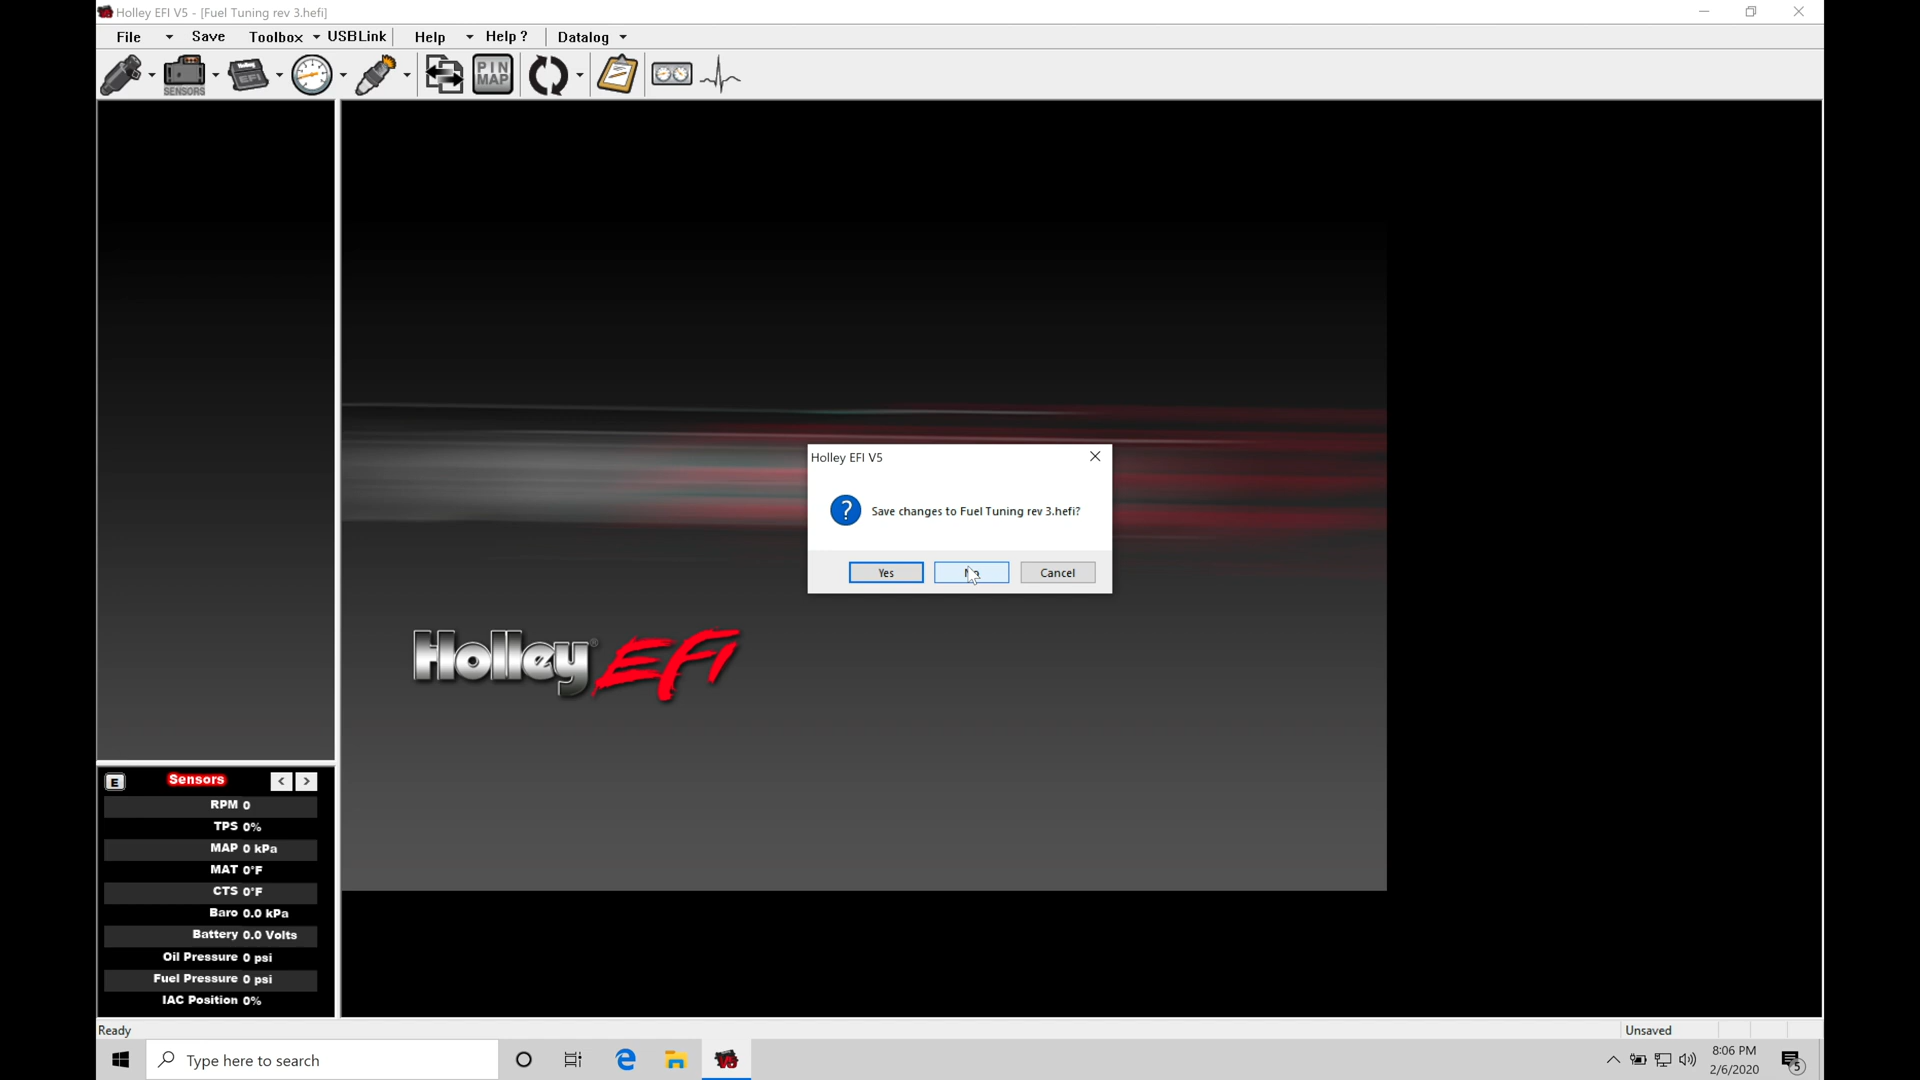 Holley EFI V5 - [Fuel Tuning rev 3.hefi]
File Save Toolbox USBLink Help Help ? Datalog
SENSORS EFI PIN MAP
Holley EFI V5
Save changes to Fuel Tuning rev 3.hefi?
Yes Cancel
Holley® EFI
E Sensors < >
RPM 0
TPS 0%
MAP 0 kPa
MAT 0°F
CTS 0°F
Baro 0.0 kPa
Battery 0.0 Volts
Oil Pressure 0 psi
Fuel Pressure 0 psi
IAC Position 0%
Ready Unsaved
Type here to search
8:06 PM
2/6/2020
5